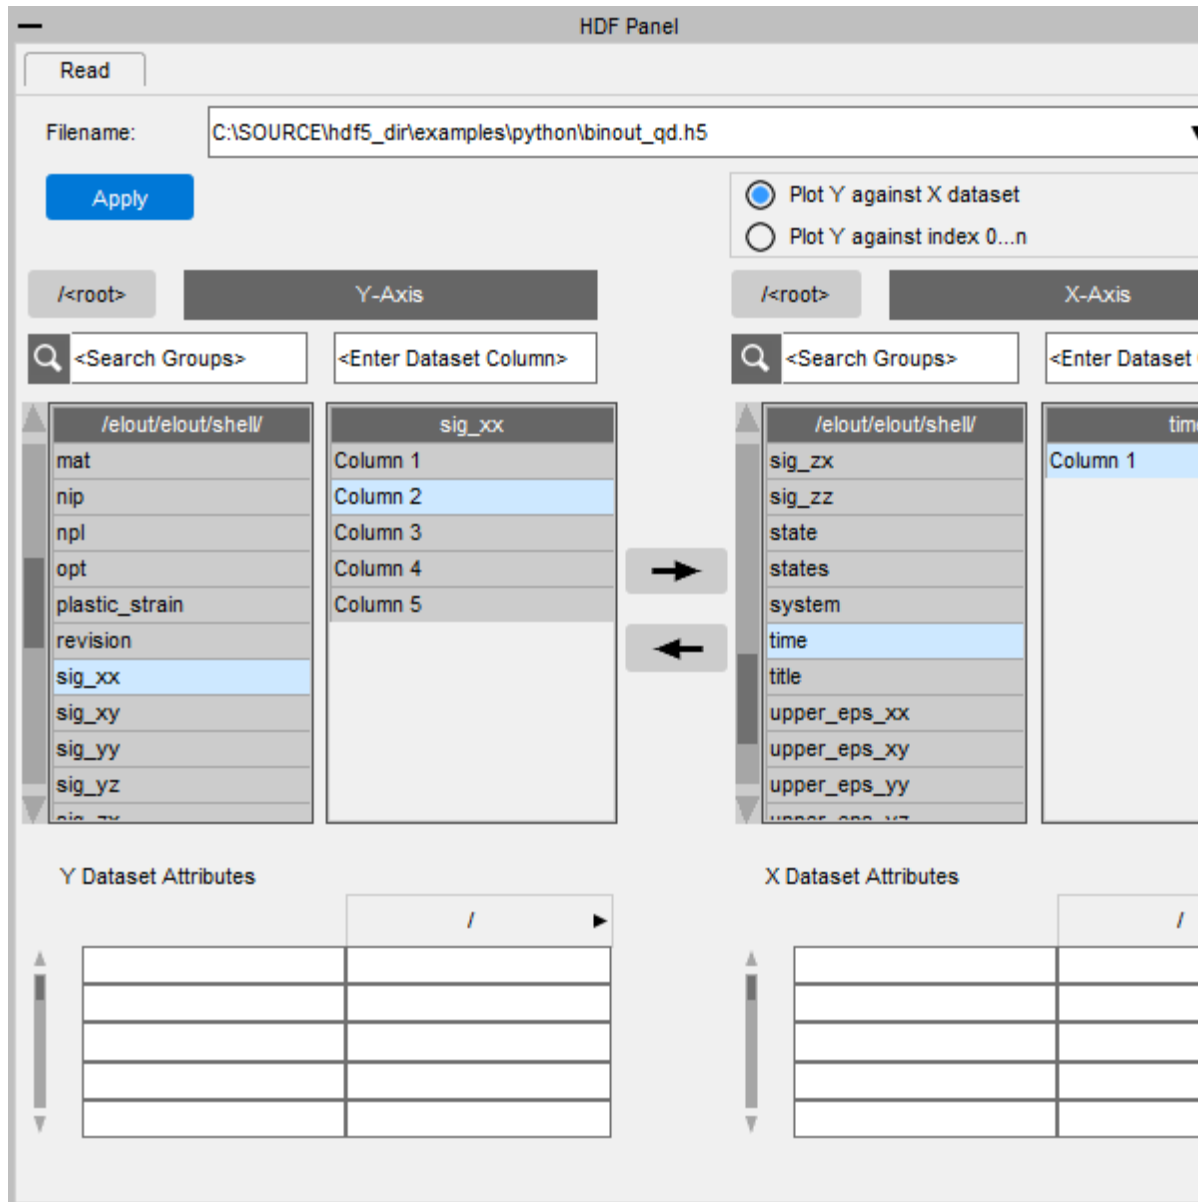 HDF Panel
Read
Filename:
C:\SOURCE\hdf5_dir\examples\python\binout_qd.h5
Apply
Plot Y against X dataset
Plot Y against index 0...n
/<root>
Y-Axis
/<root>
X-Axis
<Search Groups>
<Enter Dataset Column>
<Search Groups>
<Enter Dataset
/elout/elout/shell/
mat
nip
npl
opt
plastic_strain
revision
sig_xx
sig_xy
sig_yy
sig_yz
sig_zx
sig_xx
Column 1
Column 2
Column 3
Column 4
Column 5
/elout/elout/shell/
sig_zx
sig_zz
state
states
system
time
title
upper_eps_xx
upper_eps_xy
upper_eps_yy
upper_eps_yz
Column 1
Y Dataset Attributes
/
X Dataset Attributes
/